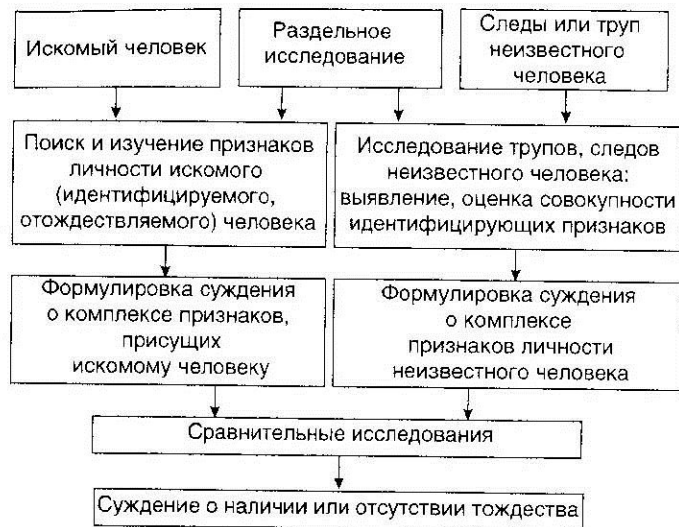 Искомый человек
Раздельное
исследование
Следы или труп
неизвестного
человека
Поиск и изучение признаков
личности искомого
(идентифицируемого,
отождествляемого) человека
Исследование трупов, следов
неизвестного человека:
выявление, оценка совокупности
идентифицирующих признаков
Формулировка суждения
о комплексе признаков,
присущих
искомому человеку
Формулировка суждения
о комплексе
признаков личности
неизвестного человека
Сравнительные исследования
Суждение о наличии или отсутствии тождества